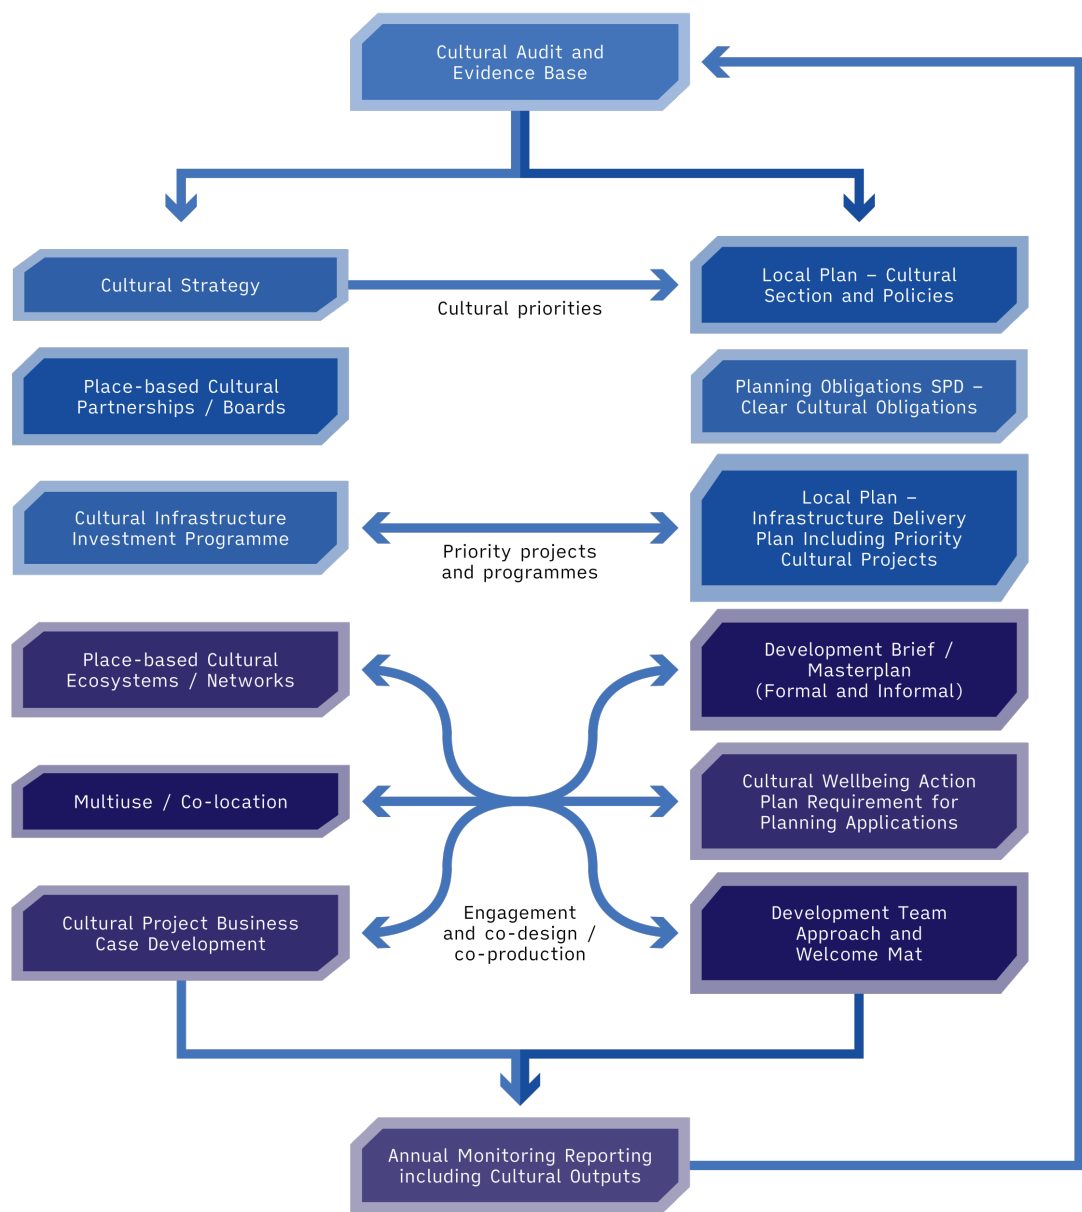 Cultural Audit and
Evidence Base
Cultural Strategy
Cultural priorities
Local Plan – Cultural
Section and Policies
Place-based Cultural
Partnerships / Boards
Planning Obligations SPD –
Clear Cultural Obligations
Cultural Infrastructure
Investment Programme
Priority projects
and programmes
Local Plan –
Infrastructure Delivery
Plan Including Priority
Cultural Projects
Place-based Cultural
Ecosystems / Networks
Development Brief /
Masterplan
(Formal and Informal)
Multiuse / Co-location
Cultural Wellbeing Action
Plan Requirement for
Planning Applications
Cultural Project Business
Case Development
Engagement
and co-design /
co-production
Development Team
Approach and
Welcome Mat
Annual Monitoring Reporting
including Cultural Outputs